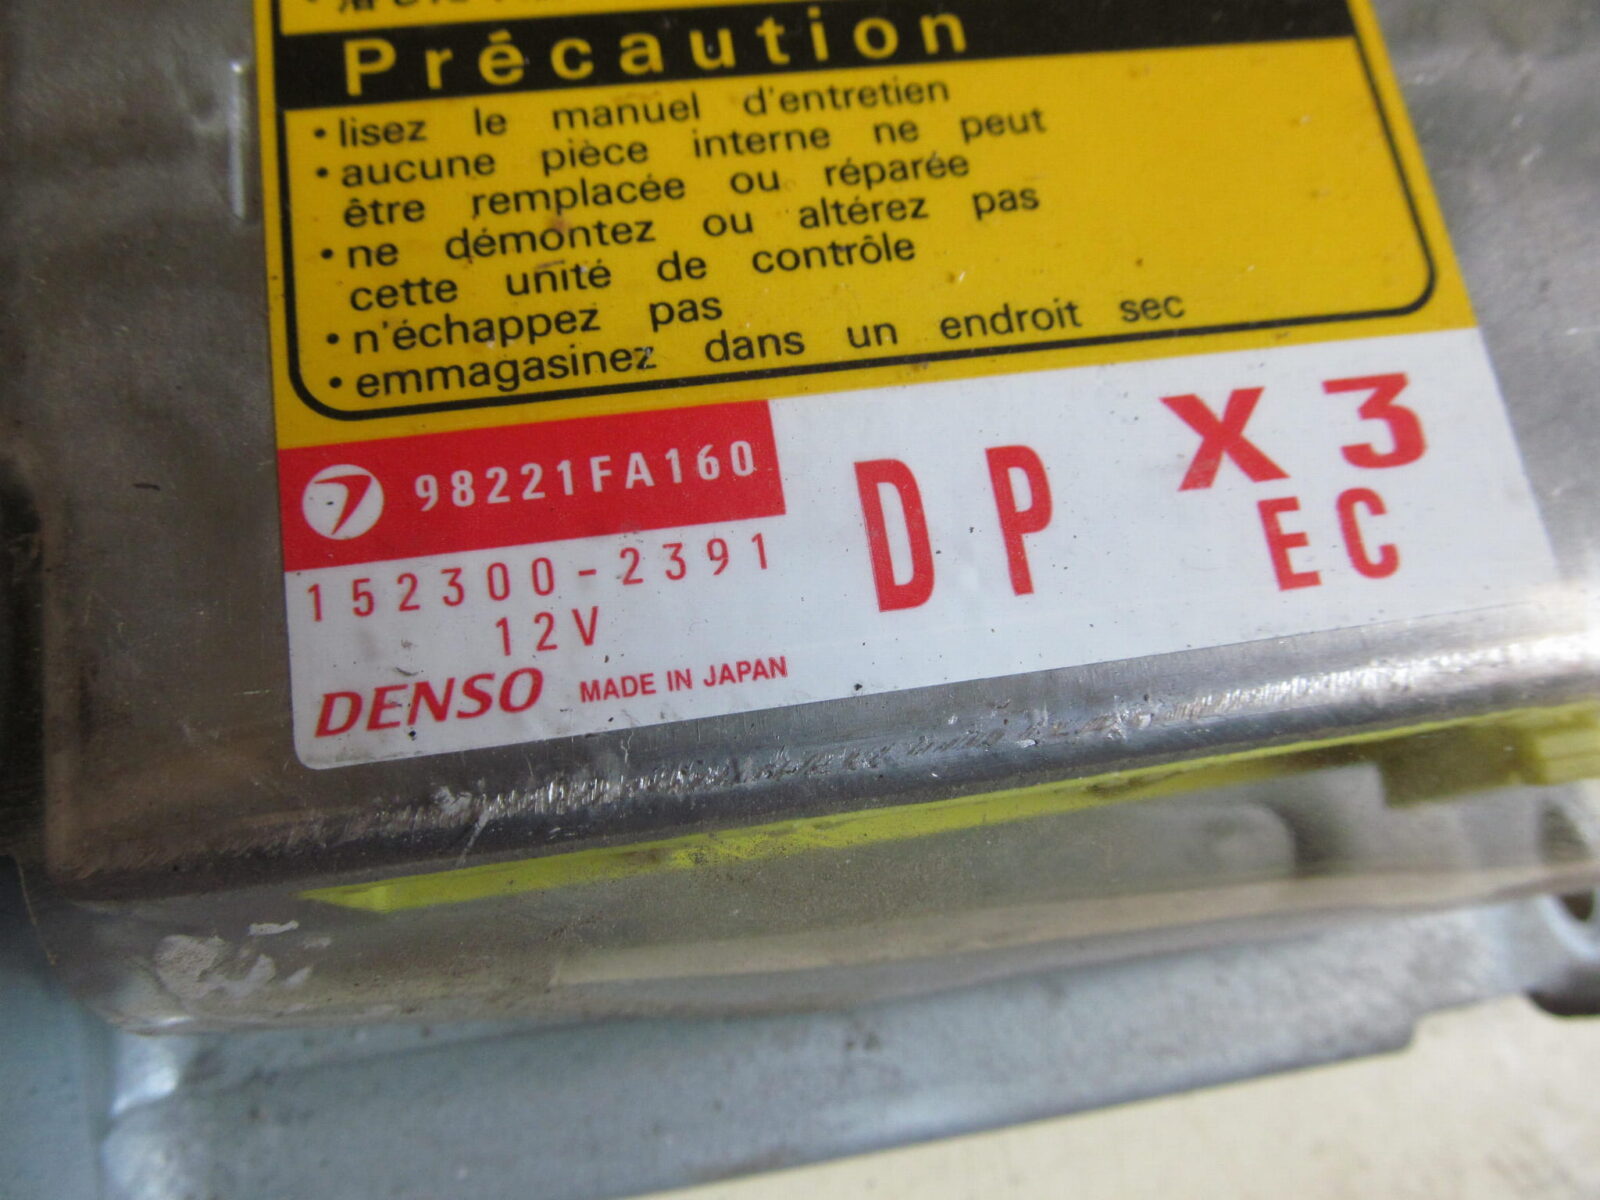 Précaution
•lisez le manuel d'entretien
•aucune pièce interne ne peut
être remplacée ou réparée
•ne démontez ou altérez pas
cette unité de contrôle
•n'échappez pas
•emmagasinez dans un endroit sec
98221FA160
152300-2391
12V
DENSO MADE IN JAPAN
DP
X3
EC